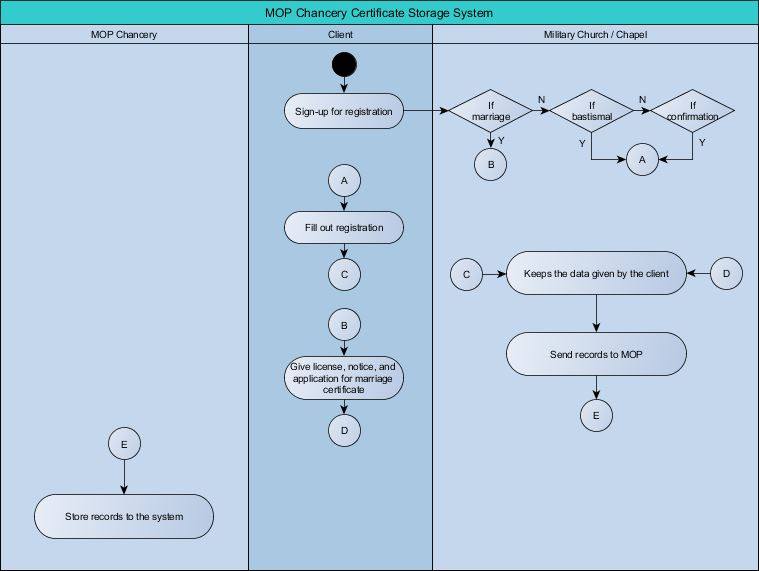 MOP Chancery Certificate Storage System
MOP Chancery
Client
Military Church / Chapel
Sign-up for registration
If
marriage
N
If
bastismal
N
If
confirmation
Y
Y
Y
B
A
A
Fill out registration
C
C
Keeps the data given by the client
D
B
Send records to MOP
Give license, notice, and
application for marriage
certificate
E
D
E
Store records to the system